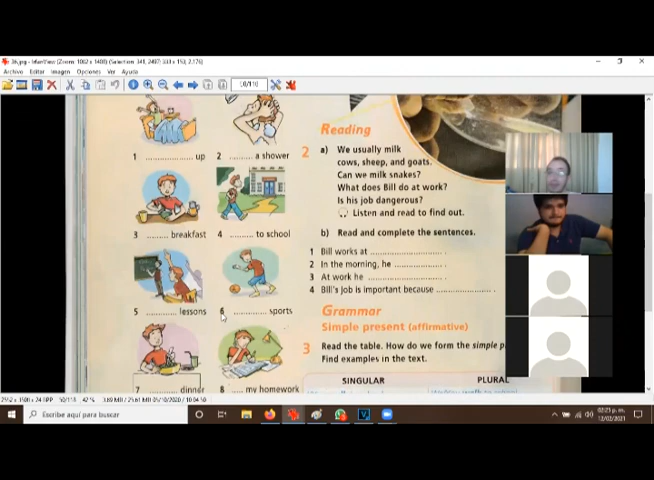 Archivo Editar Imagen Opciones Ver Ayuda
1 ............... up
2 ......... a shower
3 ......... breakfast
4 .......... to school
5 ............ lessons
6 ............. sports
7 ............... dinner
8 ..... my homework
Reading
2 a) We usually milk
cows, sheep, and goats.
Can we milk snakes?
What does Bill do at work?
Is his job dangerous?
Listen and read to find out.
b) Read and complete the sentences.
1 Bill works at .......................... .
2 In the morning, he ................. .
3 At work he ............................. .
4 Bill's job is important because .................... .
Grammar
Simple present (affirmative)
3 Read the table. How do we form the simple p
Find examples in the text.
SINGULAR PLURAL
Escribe aquí para buscar
02:25 p. m.
12/02/2021